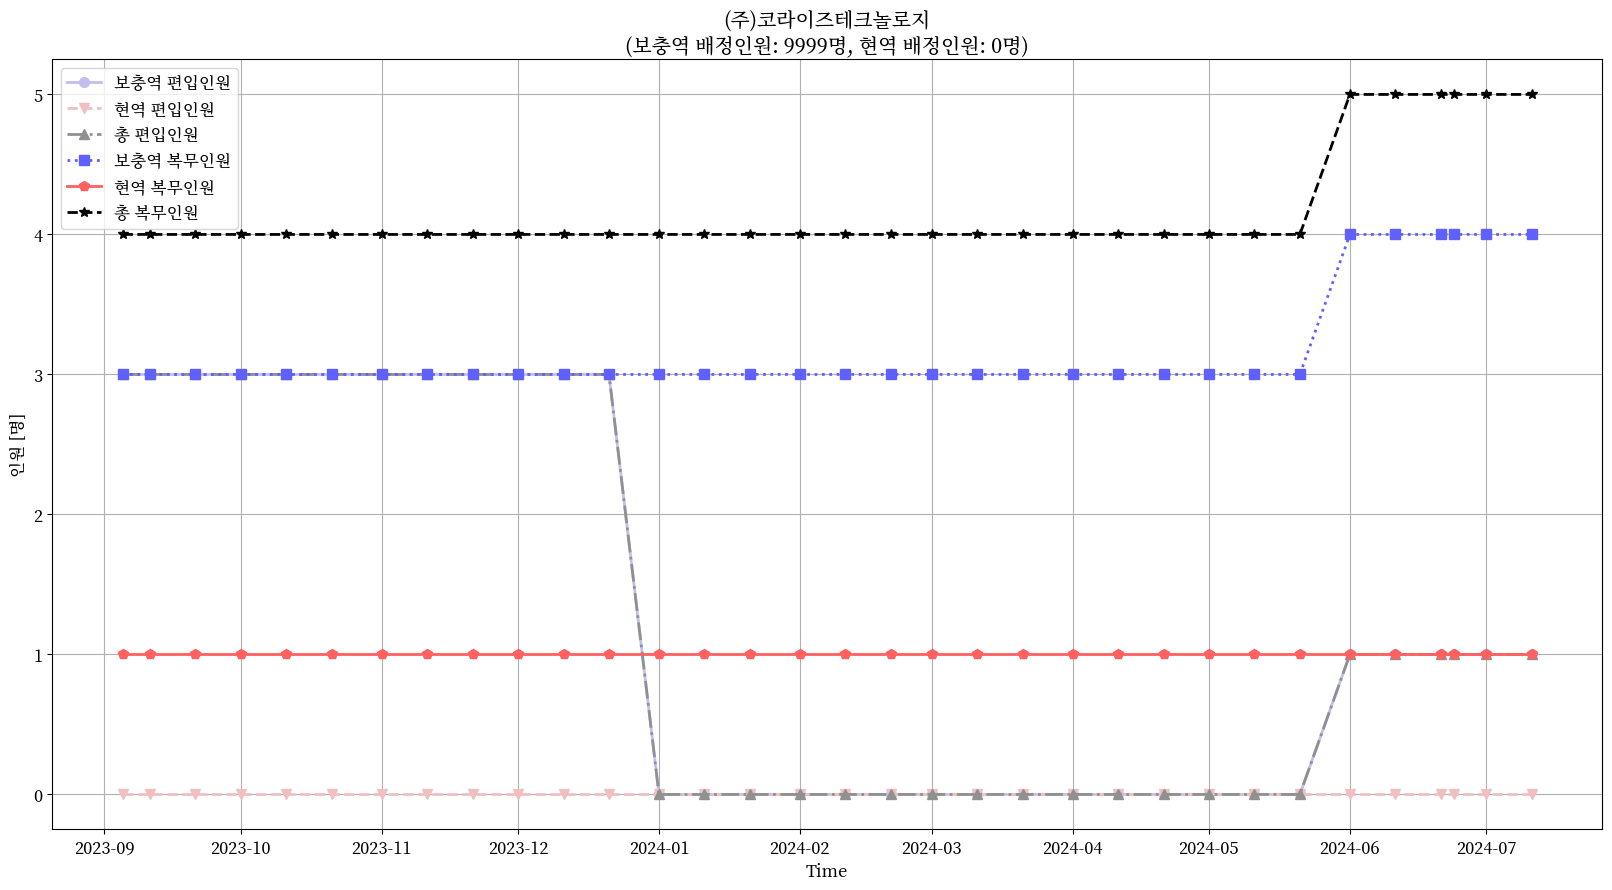 (주)코라이즈테크놀로지
(보충역 배정인원: 9999명, 현역 배정인원: 0명)
보충역 편입인원
현역 편입인원
총 편입인원
보충역 복무인원
현역 복무인원
총 복무인원
인원 [명]
5
4
3
2
1
0
2023-09 2023-10 2023-11 2023-12 2024-01 2024-02 2024-03 2024-04 2024-05 2024-06 2024-07
Time